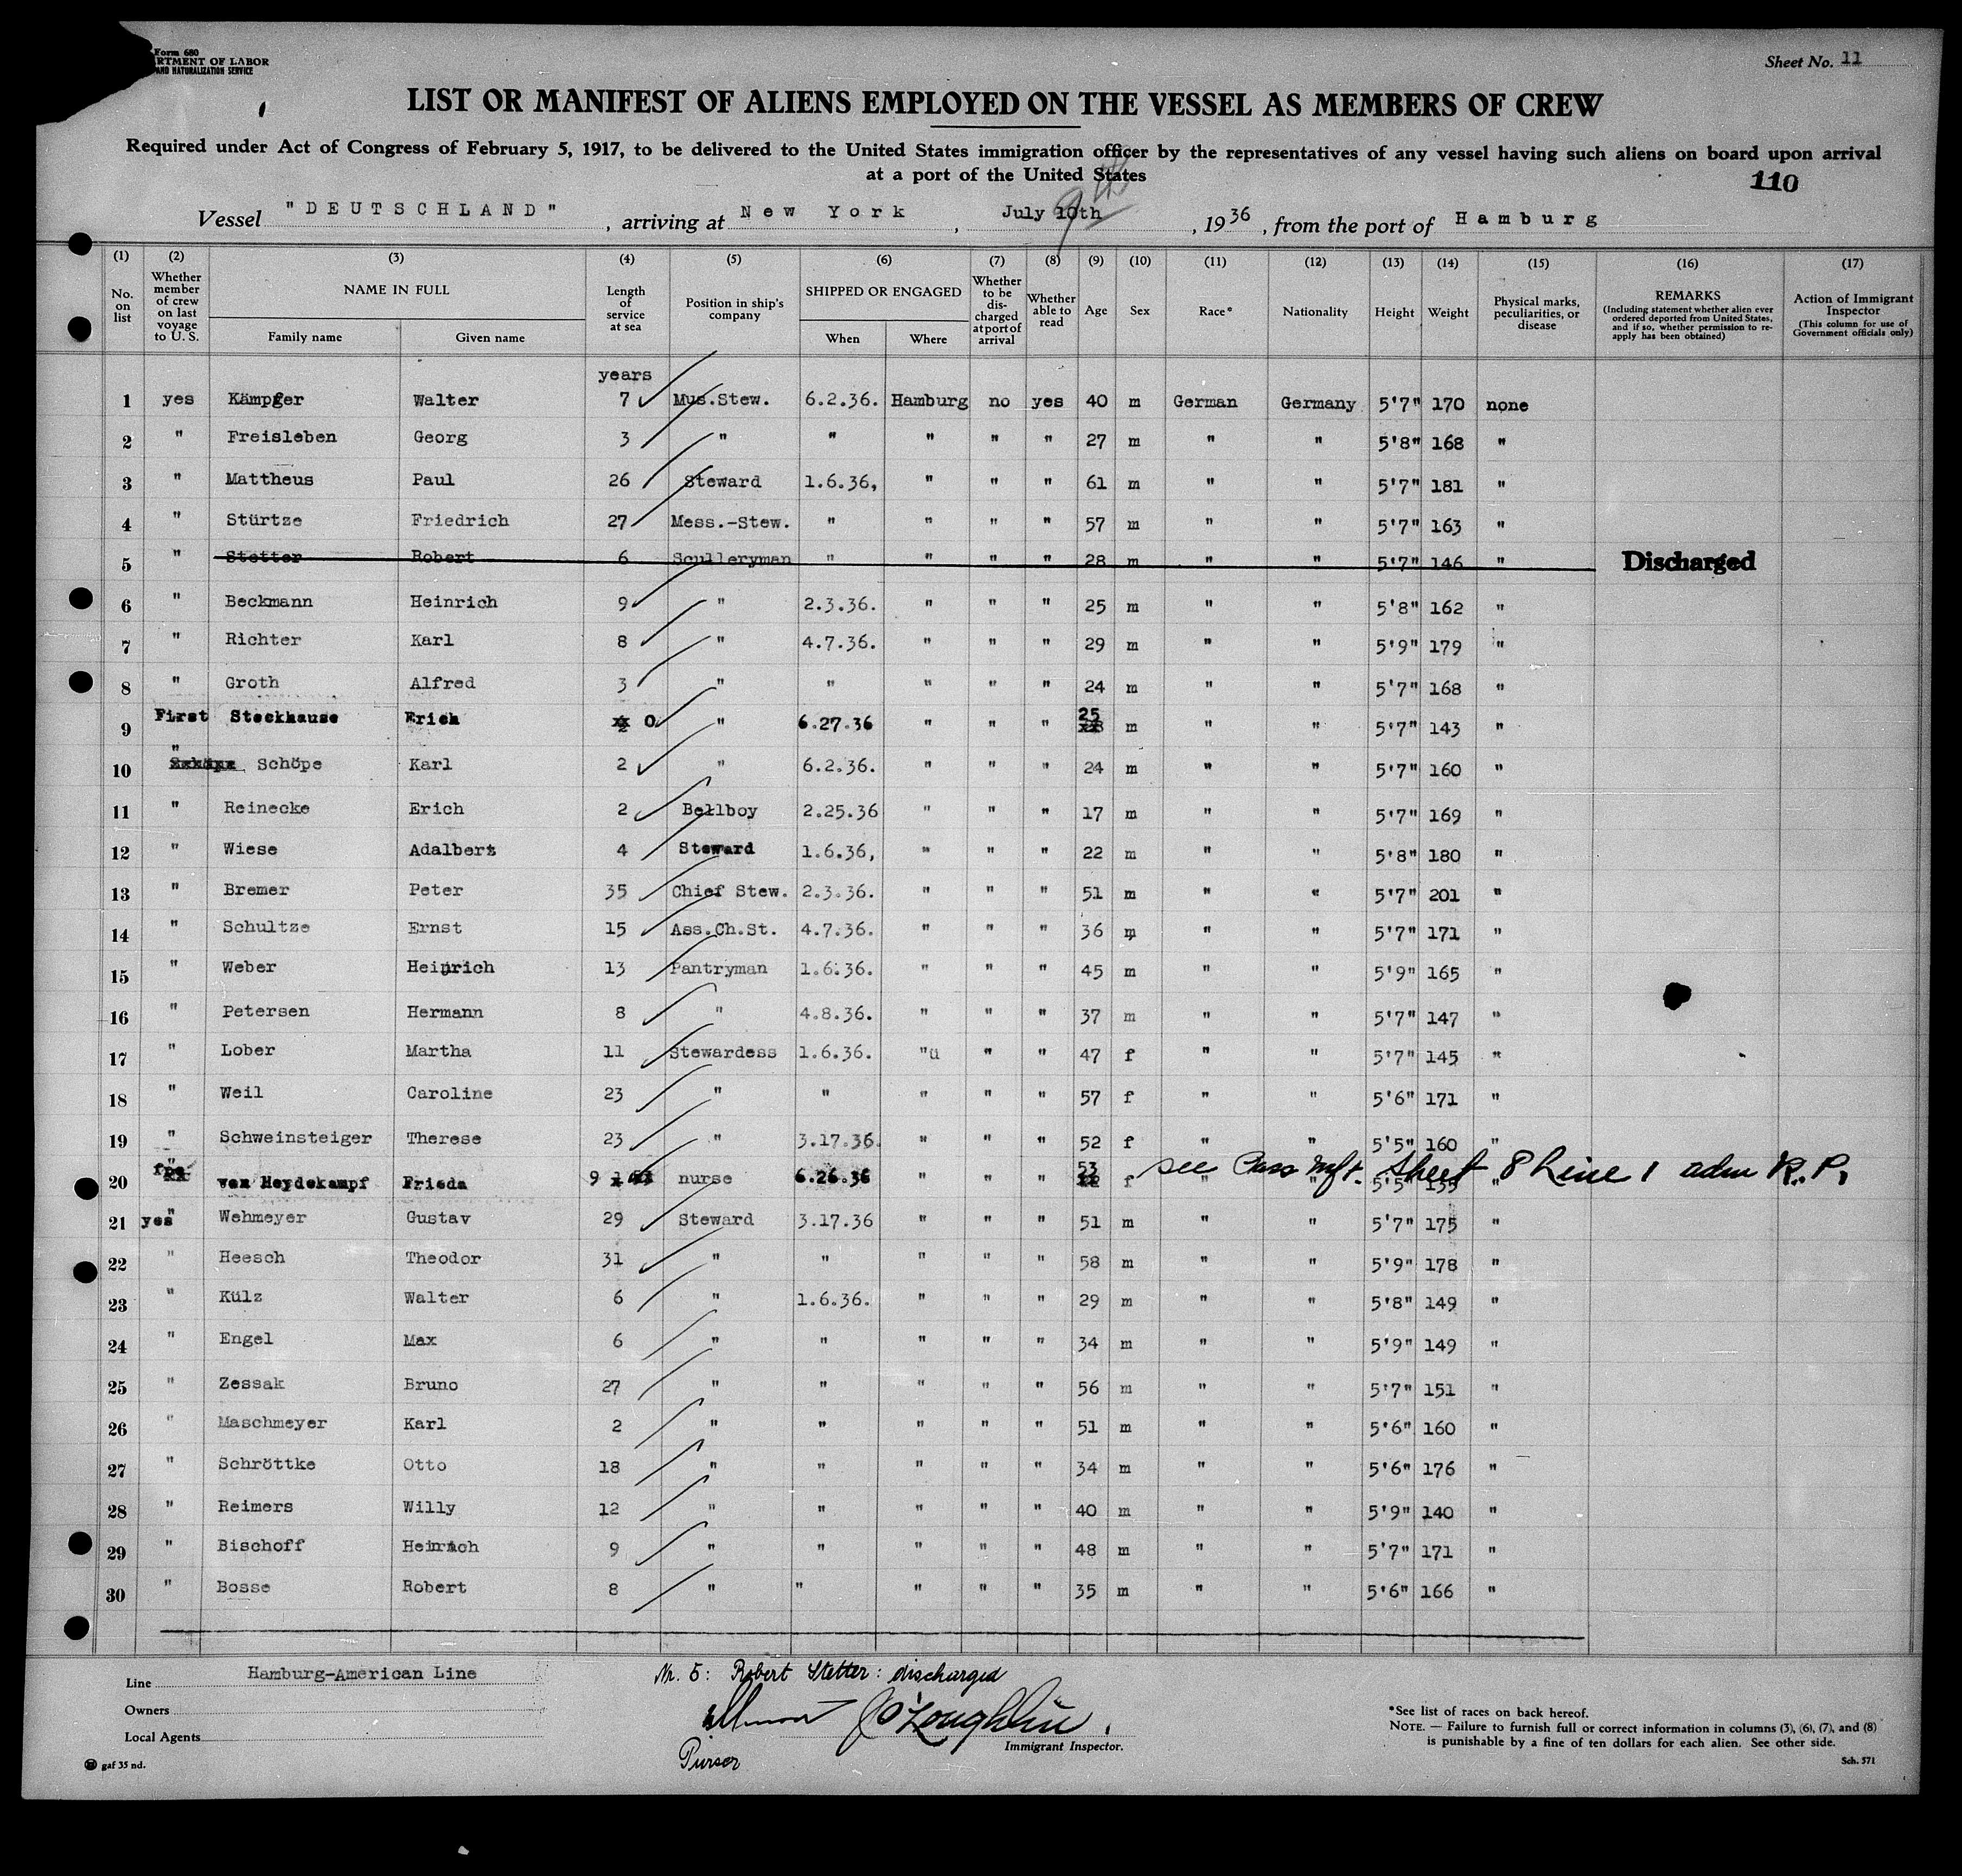 Form 680
RTMENT OF LABOR
AND NATURALIZATION SERVICE
Sheet No. 11
LIST OR MANIFEST OF ALIENS EMPLOYED ON THE VESSEL AS MEMBERS OF CREW
Required under Act of Congress of February 5, 1917, to be delivered to the United States immigration officer by the representatives of any vessel having such aliens on board upon arrival
at a port of the United States
110
Vessel "DEUTSCHLAND", arriving at New York, July 10th 9th, 1936, from the port of Hamburg
(1) (2) (3) (4) (5) (6) (7) (8) (9) (10) (11) (12) (13) (14) (15) (16) (17)
No. on list
Whether member of crew on last voyage to U. S.
NAME IN FULL
Family name
Given name
Length of service at sea
Position in ship's company
SHIPPED OR ENGAGED
When
Where
Whether to be discharged at port of arrival
Whether able to read
Age
Sex
Race*
Nationality
Height
Weight
Physical marks, peculiarities, or disease
REMARKS
(Including statement whether alien ever ordered deported from United States, and if so, whether permission to reapply has been obtained)
Action of Immigrant Inspector
(This column for use of Government officials only)
years
1 yes Kämpger Walter 7 Mus.Stew. 6.2.36. Hamburg no yes 40 m German Germany 5'7" 170 none
2 " Freisleben Georg 3 " " " " " 27 m " " 5'8" 168 "
3 " Mattheus Paul 26 Steward 1.6.36, " " " 61 m " " 5'7" 181 "
4 " Stürtze Friedrich 27 Mess.-Stew. " " " " 57 m " " 5'7" 163 "
5 " Stetter Robert 6 Sculleryman " " " " 28 m " " 5'7" 146 " Discharged
6 " Beckmann Heinrich 9 " 2.3.36. " " " 25 m " " 5'8" 162 "
7 " Richter Karl 8 " 4.7.36. " " " 29 m " " 5'9" 179 "
8 " Groth Alfred 3 " " " " " 24 m " " 5'7" 168 "
9 First Steckhause Erich 0 " 6.27.36 " " " 25 m " " 5'7" 143 "
10 " Schöpe Karl 2 " 6.2.36. " " " 24 m " " 5'7" 160 "
11 " Reinecke Erich 2 Bellboy 2.25.36 " " " 17 m " " 5'7" 169 "
12 " Wiese Adalbert 4 Steward 1.6.36, " " " 22 m " " 5'8" 180 "
13 " Bremer Peter 35 Chief Stew. 2.3.36. " " " 51 m " " 5'7" 201 "
14 " Schultze Ernst 15 Ass.Ch.St. 4.7.36. " " " 36 m " " 5'7" 171 "
15 " Weber Heinrich 13 Pantryman 1.6.36. " " " 45 m " " 5'9" 165 "
16 " Petersen Hermann 8 " 4.8.36. " " " 37 m " " 5'7" 147 "
17 " Lober Martha 11 Stewardess 1.6.36. "ü " " 47 f " " 5'7" 145 "
18 " Weil Caroline 23 " " " " " 57 f " " 5'6" 171 "
19 " Schweinsteiger Therese 23 " 3.17.36. " " " 52 f " " 5'5" 160 "
20 " von Heydekampf Frieda 9 nurse 6.26.36 " " " 53 f " " 5'5" 135 " see Pass Mft. Sheet 8 Line 1 adm R.P.
21 yes" Wehmeyer Gustav 29 Steward 3.17.36 " " " 51 m " " 5'7" 175 "
22 " Heesch Theodor 31 " " " " " 58 m " " 5'9" 178 "
23 " Külz Walter 6 " 1.6.36. " " " 29 m " " 5'8" 149 "
24 " Engel Max 6 " " " " " 34 m " " 5'9" 149 "
25 " Zessak Bruno 27 " " " " " 56 m " " 5'7" 151 "
26 " Maschmeyer Karl 2 " " " " " 51 m " " 5'6" 160 "
27 " Schröttke Otto 18 " " " " " 34 m " " 5'6" 176 "
28 " Reimers Willy 12 " " " " " 40 m " " 5'9" 140 "
29 " Bischoff Heinrich 9 " " " " " 48 m " " 5'7" 171 "
30 " Bosse Robert 8 " " " " " 35 m " " 5'6" 166 "
Line Hamburg-American Line
Owners
Local Agents
gaf 35 nd.
Nr. 5: Robert Stetter: discharged
J O'Loughlin
Immigrant Inspector.
Purser
*See list of races on back hereof.
NOTE. — Failure to furnish full or correct information in columns (3), (6), (7), and (8)
is punishable by a fine of ten dollars for each alien. See other side.
Sch. 571